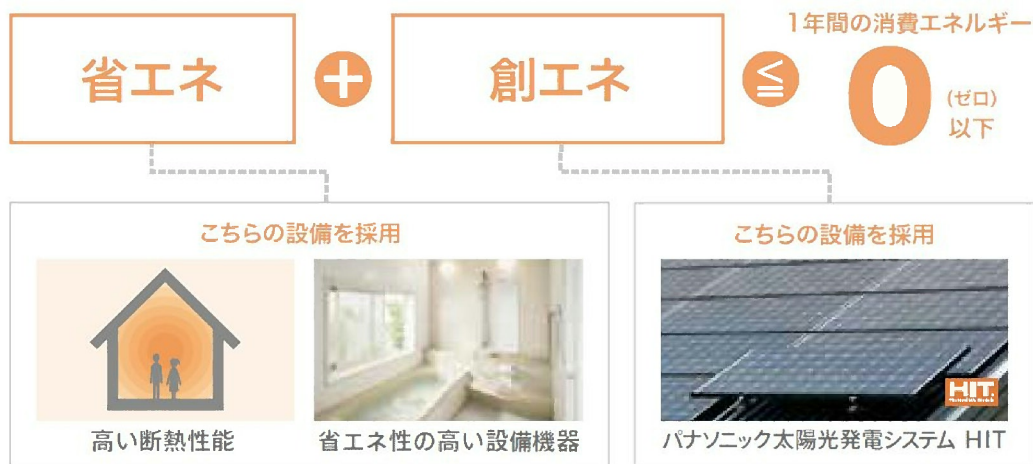 1年間の消費エネルギー
省エネ
+
創エネ
≦
0
(ゼロ)
以下
こちらの設備を採用
こちらの設備を採用
HIT.
高い断熱性能
省エネ性の高い設備機器
パナソニック太陽光発電システム HIT